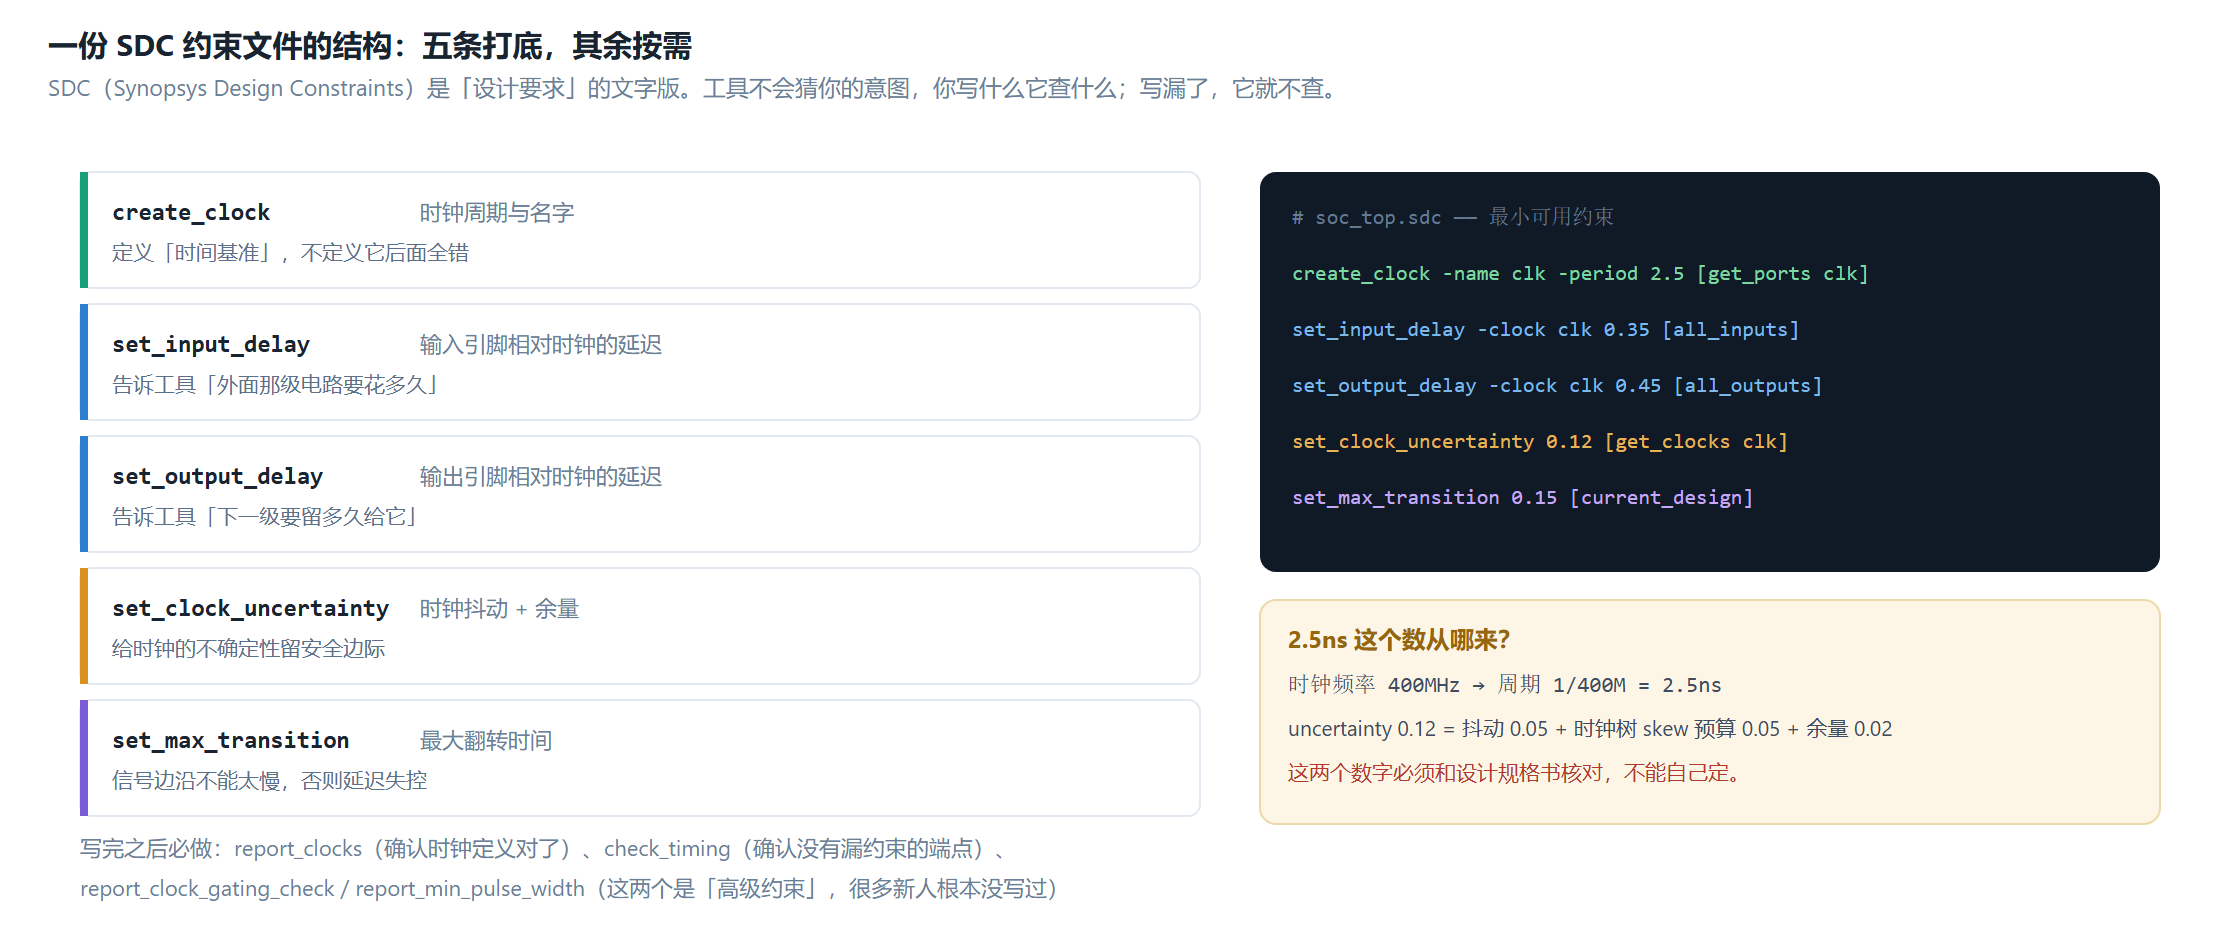 一份 SDC 约束文件的结构：五条打底，其余按需
SDC（Synopsys Design Constraints）是「设计要求」的文字版。工具不会猜你的意图，你写什么它查什么；写漏了，它就不查。
create_clock 时钟周期与名字
定义「时间基准」，不定义它后面全错
set_input_delay 输入引脚相对时钟的延迟
告诉工具「外面那级电路要花多久」
set_output_delay 输出引脚相对时钟的延迟
告诉工具「下一级要留多久给它」
set_clock_uncertainty 时钟抖动 + 余量
给时钟的不确定性留安全边际
set_max_transition 最大翻转时间
信号边沿不能太慢，否则延迟失控
写完之后必做：report_clocks（确认时钟定义对了）、check_timing（确认没有漏约束的端点）、
report_clock_gating_check / report_min_pulse_width（这两个是「高级约束」，很多新人根本没写过）
# soc_top.sdc —— 最小可用约束
create_clock -name clk -period 2.5 [get_ports clk]
set_input_delay -clock clk 0.35 [all_inputs]
set_output_delay -clock clk 0.45 [all_outputs]
set_clock_uncertainty 0.12 [get_clocks clk]
set_max_transition 0.15 [current_design]
2.5ns 这个数从哪来？
时钟频率 400MHz → 周期 1/400M = 2.5ns
uncertainty 0.12 = 抖动 0.05 + 时钟树 skew 预算 0.05 + 余量 0.02
这两个数字必须和设计规格书核对，不能自己定。